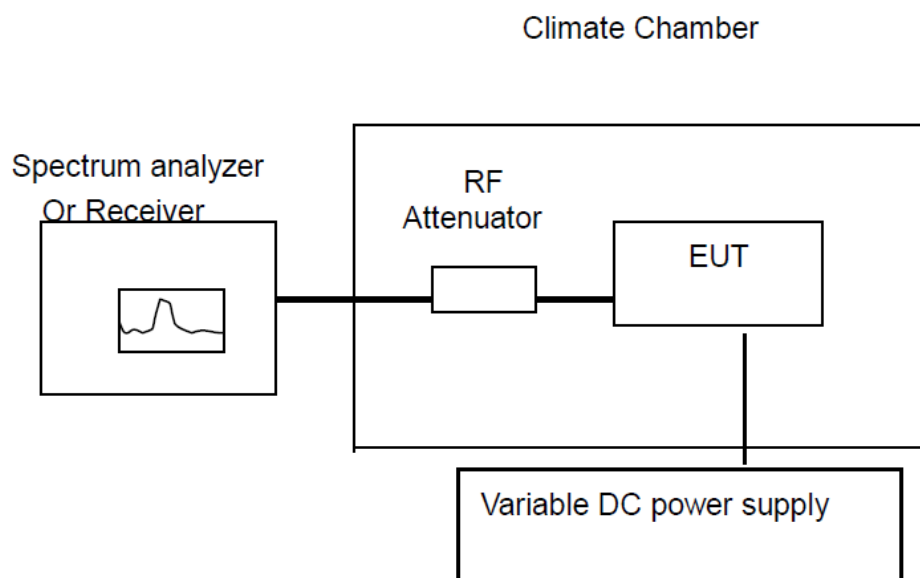 Climate Chamber
Spectrum analyzer
Or Receiver
RF
Attenuator
EUT
Variable DC power supply